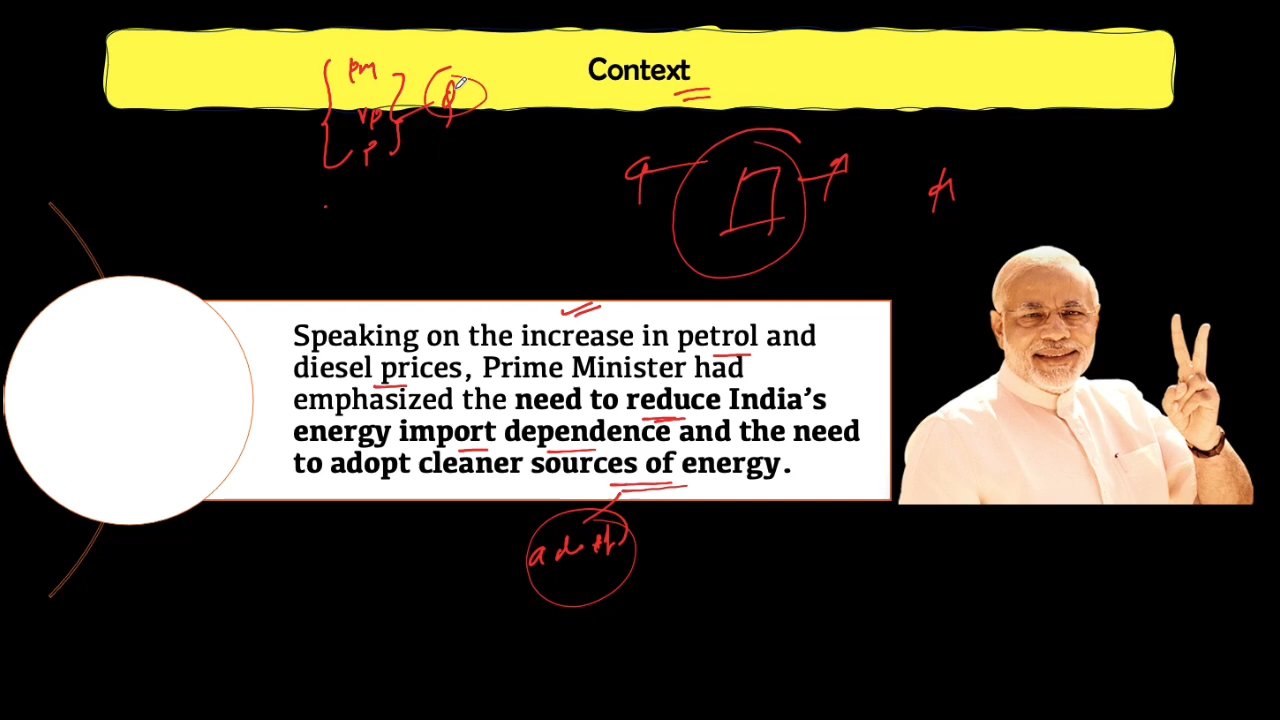 Context
pm
vp
p
Speaking on the increase in petrol and
diesel prices, Prime Minister had
emphasized the need to reduce India’s
energy import dependence and the need
to adopt cleaner sources of energy.